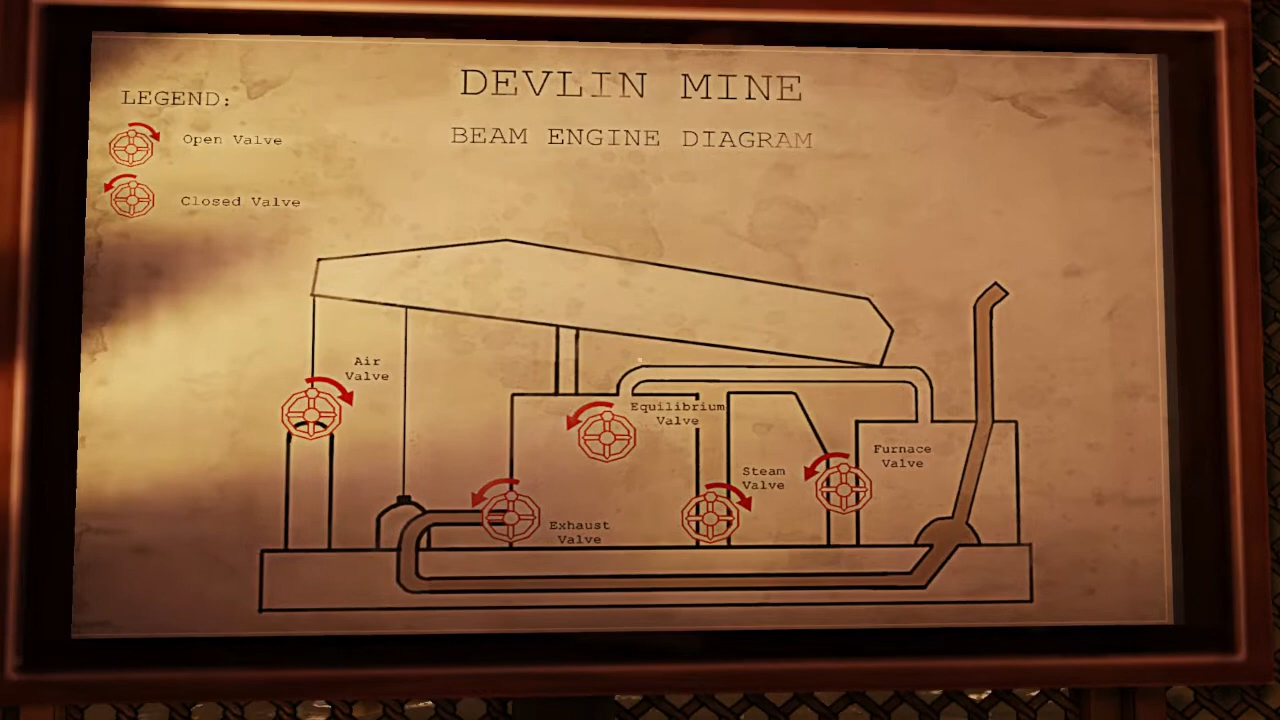 DEVLIN MINE
BEAM ENGINE DIAGRAM
LEGEND:
Open Valve
Closed Valve
Air
Valve
Equilibrium
Valve
Furnace
Valve
Steam
Valve
Exhaust
Valve